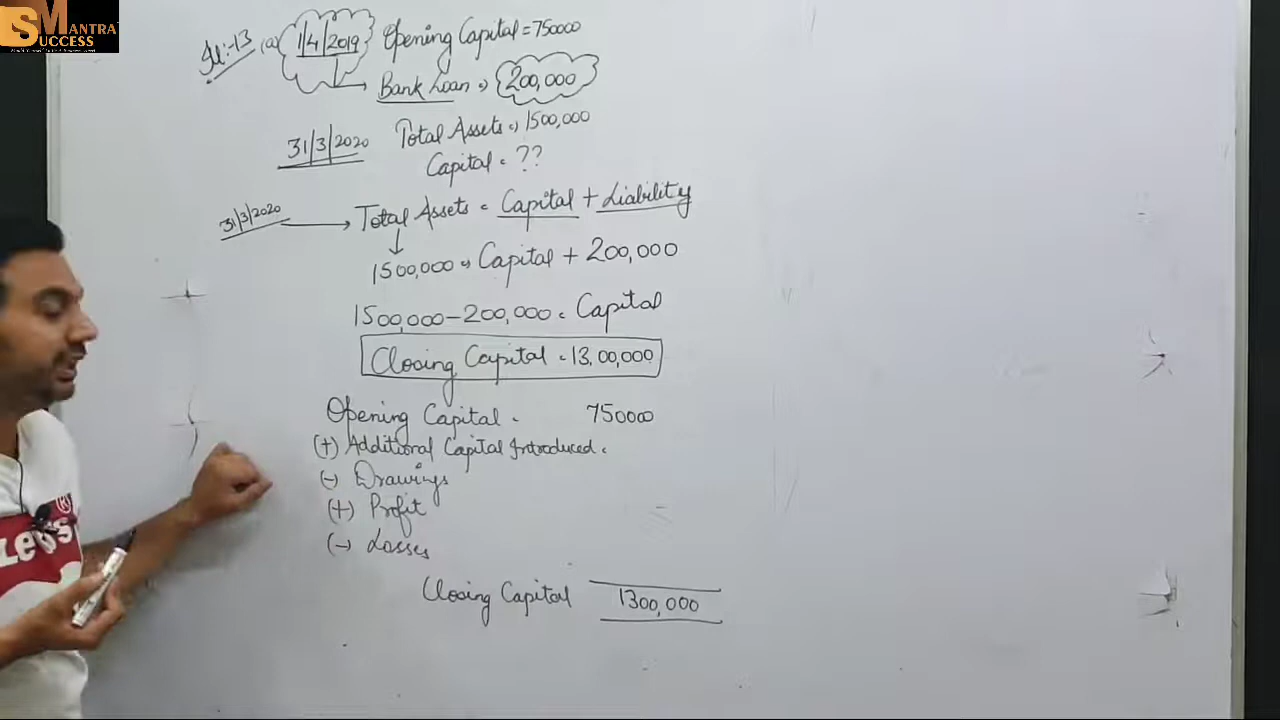 SUCCESS MANTRA
Ill:-13 (a) 1/4/2019 Opening Capital = 750000
Bank Loan = 200,000
31/3/2020 Total Assets = 1500,000
Capital = ??
31/3/2020 Total Assets = Capital + Liability
1500,000 = Capital + 200,000
1500,000 - 200,000 = Capital
Closing Capital = 13,00,000
Opening Capital = 750000
(+) Additional Capital Introduced =
(-) Drawings
(+) Profit
(-) Losses
Closing Capital 1300,000
Levi's